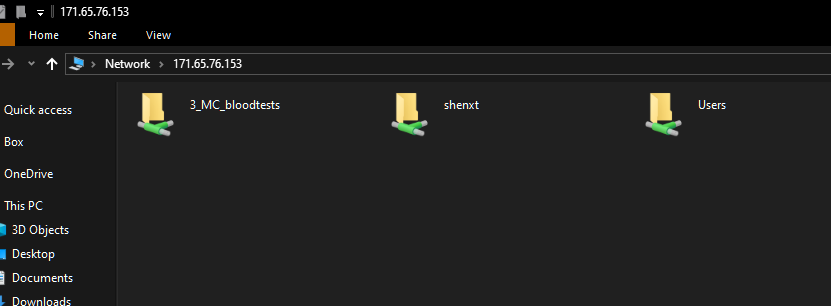 171.65.76.153
Home Share View
Network 171.65.76.153
Quick access
Box
OneDrive
This PC
3D Objects
Desktop
Documents
Downloads
3_MC_bloodtests shenxt Users